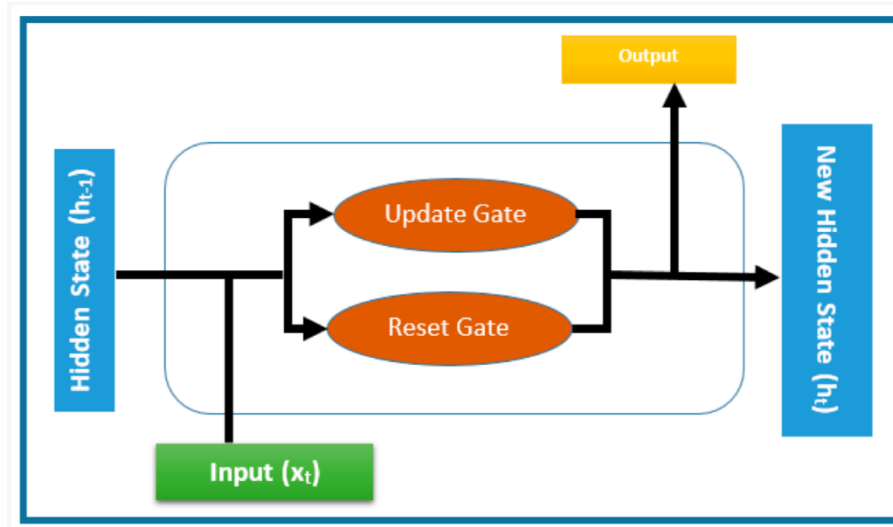 Output
Hidden State (ht-1)
Update Gate
Reset Gate
New Hidden State (ht)
Input (xt)